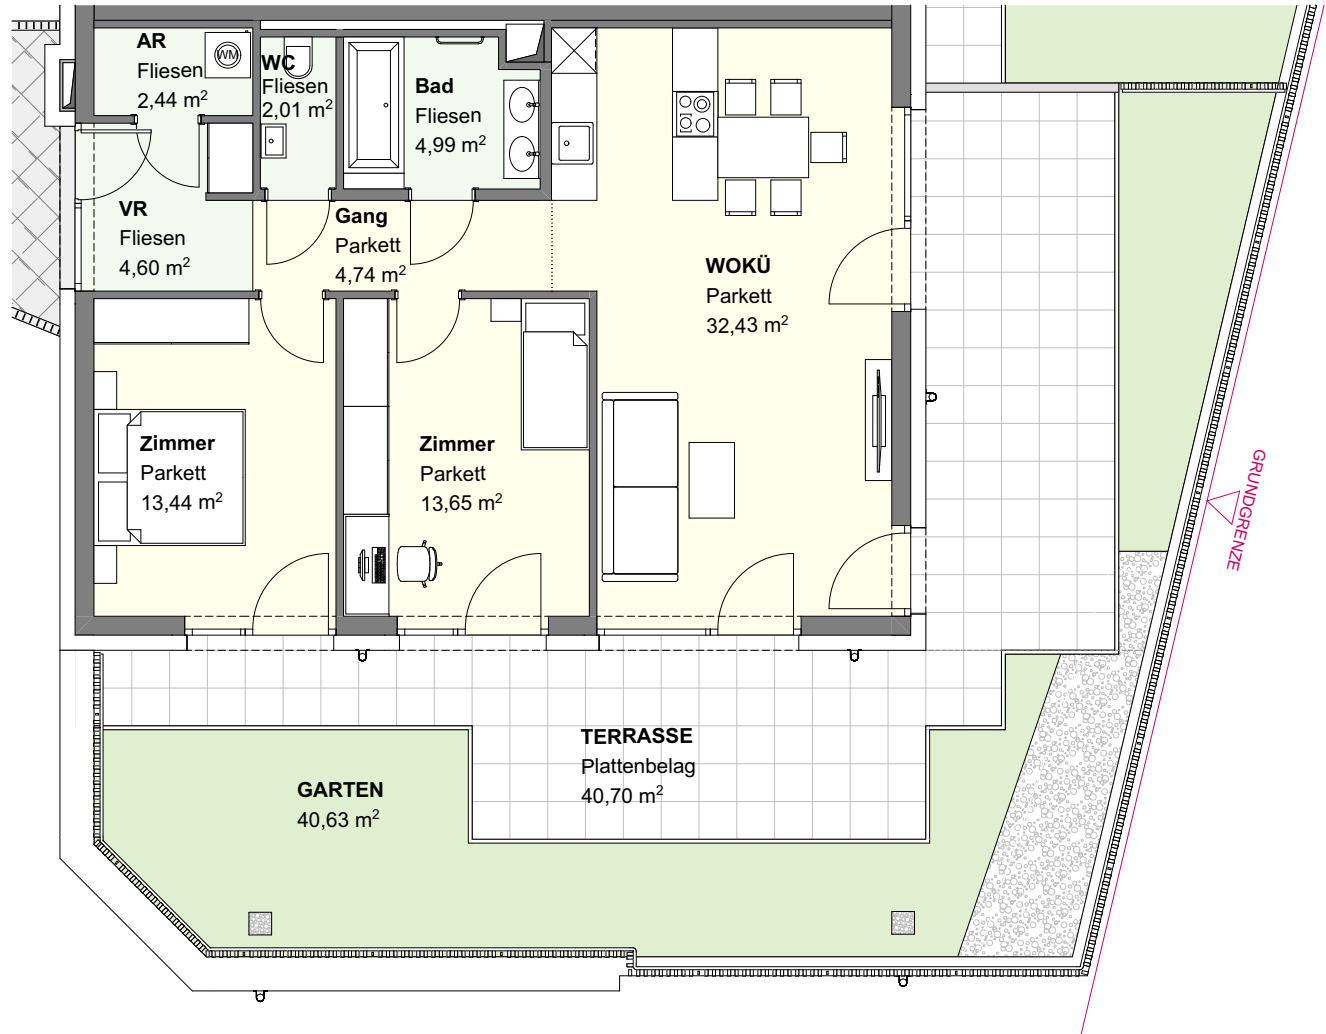 AR
Fliesen
2,44 m²
WM
WC
Fliesen
2,01 m²
Bad
Fliesen
4,99 m²
VR
Fliesen
4,60 m²
Gang
Parkett
4,74 m²
WOKÜ
Parkett
32,43 m²
Zimmer
Parkett
13,44 m²
Zimmer
Parkett
13,65 m²
GRUNDGRENZE
TERRASSE
Plattenbelag
40,70 m²
GARTEN
40,63 m²